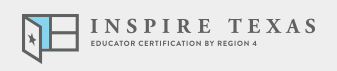 INSPIRE TEXAS
EDUCATOR CERTIFICATION BY REGION 4